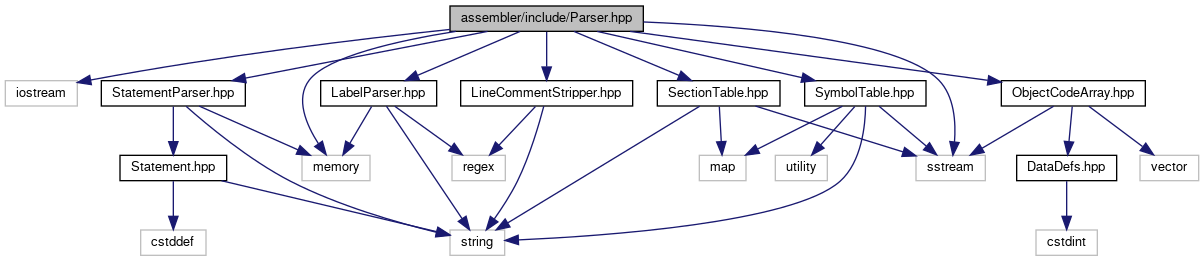 assembler/include/Parser.hpp
iostream
StatementParser.hpp
LabelParser.hpp
LineCommentStripper.hpp
SectionTable.hpp
SymbolTable.hpp
ObjectCodeArray.hpp
Statement.hpp
memory
regex
map
utility
sstream
DataDefs.hpp
vector
cstddef
string
cstdint